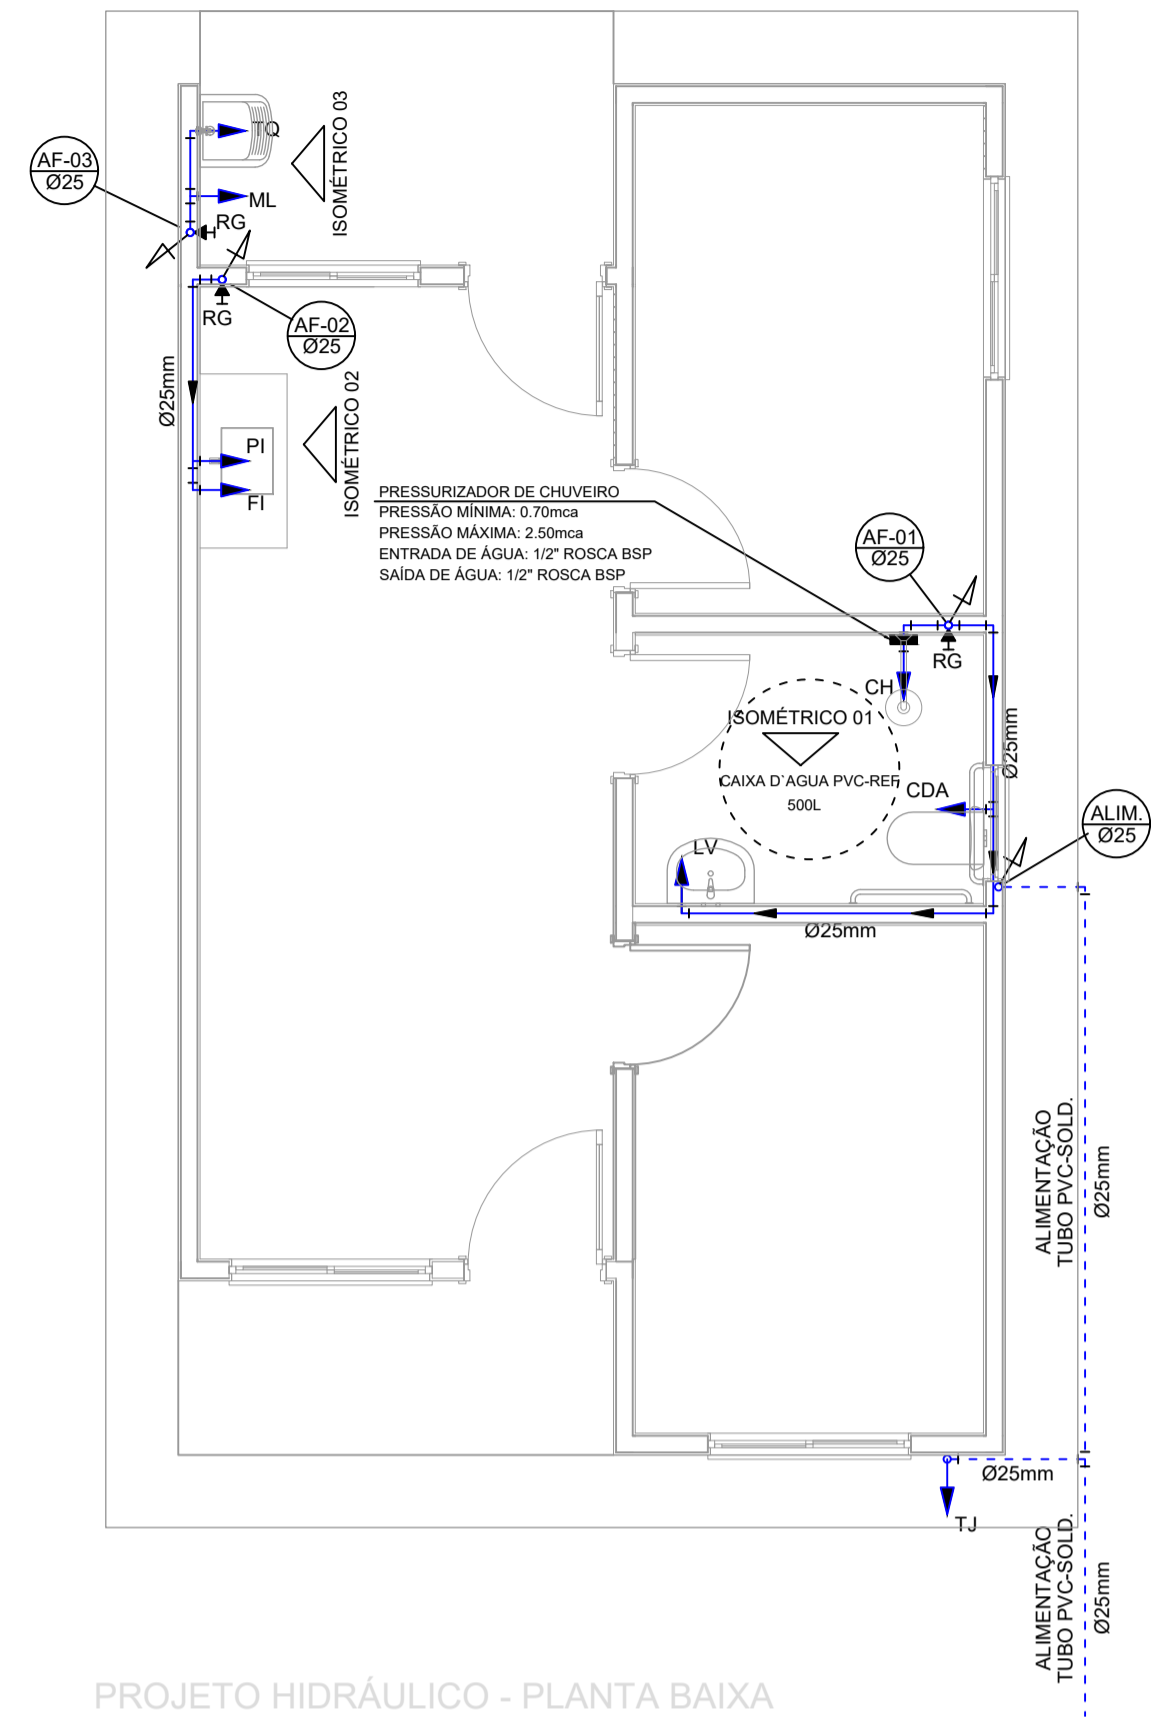 TQ
ISOMÉTRICO 03
AF-03
Ø25
ML
RG
RG
AF-02
Ø25
Ø25mm
ISOMÉTRICO 02
PI
FI
PRESSURIZADOR DE CHUVEIRO
PRESSÃO MÍNIMA: 0.70mca
PRESSÃO MÁXIMA: 2.50mca
ENTRADA DE ÁGUA: 1/2" ROSCA BSP
SAÍDA DE ÁGUA: 1/2" ROSCA BSP
AF-01
Ø25
RG
CH
ISOMÉTRICO 01
Ø25mm
CAIXA D`AGUA PVC-REF
500L
CDA
ALIM.
Ø25
LV
Ø25mm
ALIMENTAÇÃO
TUBO PVC-SOLD.
Ø25mm
Ø25mm
TJ
ALIMENTAÇÃO
TUBO PVC-SOLD.
Ø25mm
PROJETO HIDRÁULICO - PLANTA BAIXA